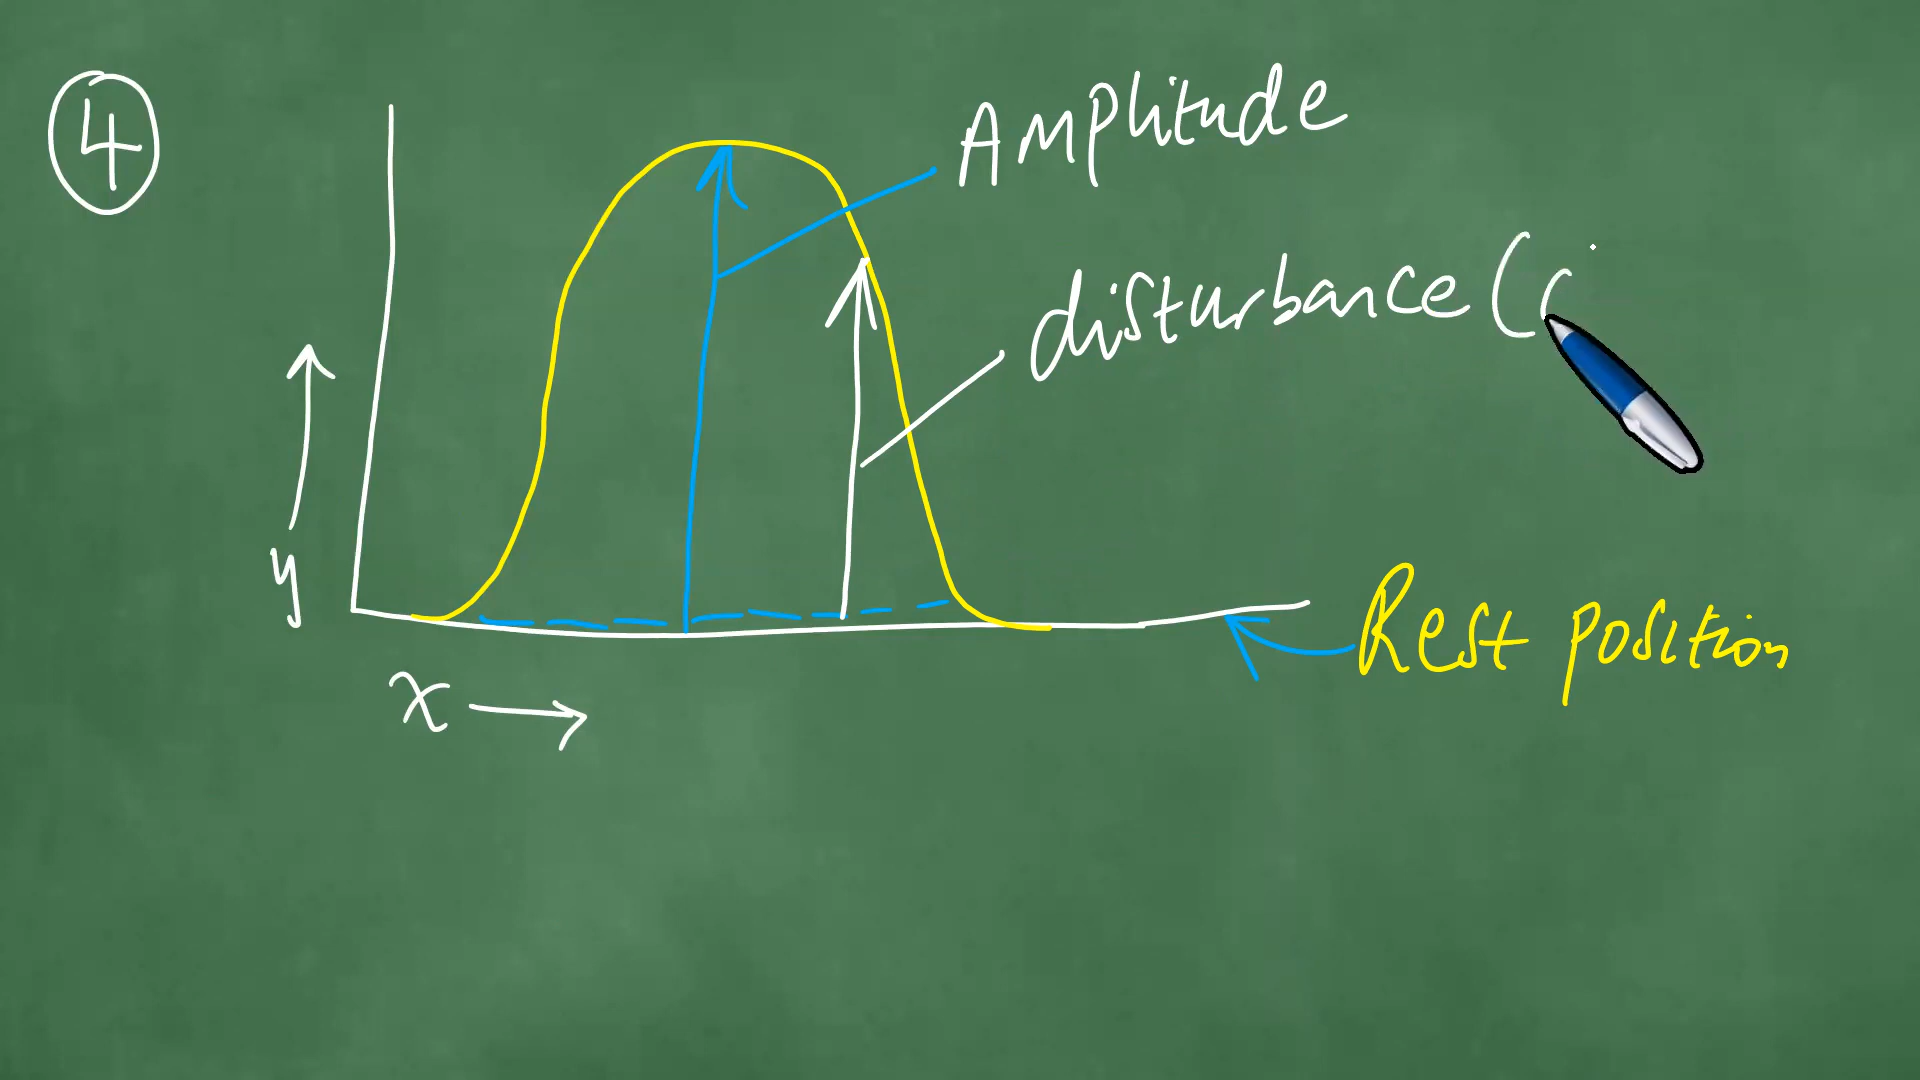 4
Amplitude
disturbance (
y
Rest position
x